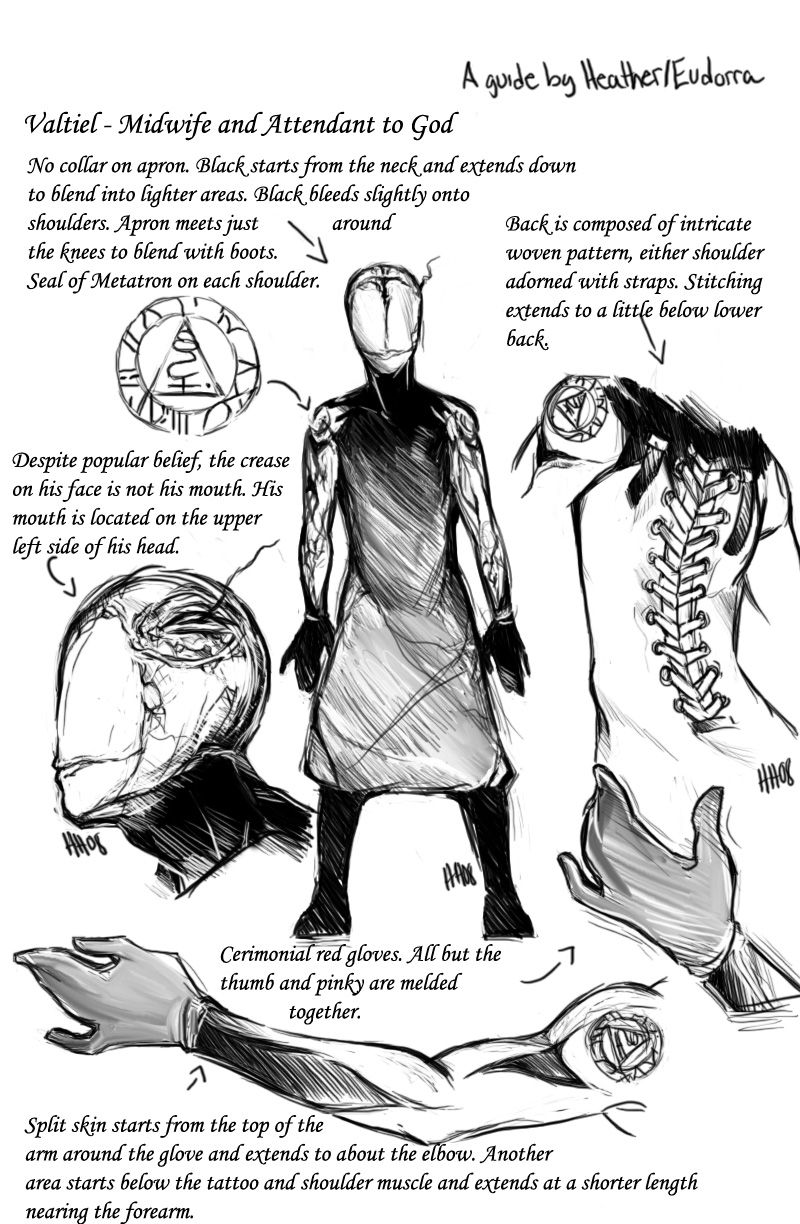 A guide by Heather/Eudorra
Valtiel - Midwife and Attendant to God
No collar on apron. Black starts from the neck and extends down
to blend into lighter areas. Black bleeds slightly onto
shoulders. Apron meets just around
the knees to blend with boots.
Seal of Metatron on each shoulder.
Back is composed of intricate
woven pattern, either shoulder
adorned with straps. Stitching
extends to a little below lower
back.
Despite popular belief, the crease
on his face is not his mouth. His
mouth is located on the upper
left side of his head.
HH08
HH08
HH08
Cerimonial red gloves. All but the
thumb and pinky are melded
together.
Split skin starts from the top of the
arm around the glove and extends to about the elbow. Another
area starts below the tattoo and shoulder muscle and extends at a shorter length
nearing the forearm.